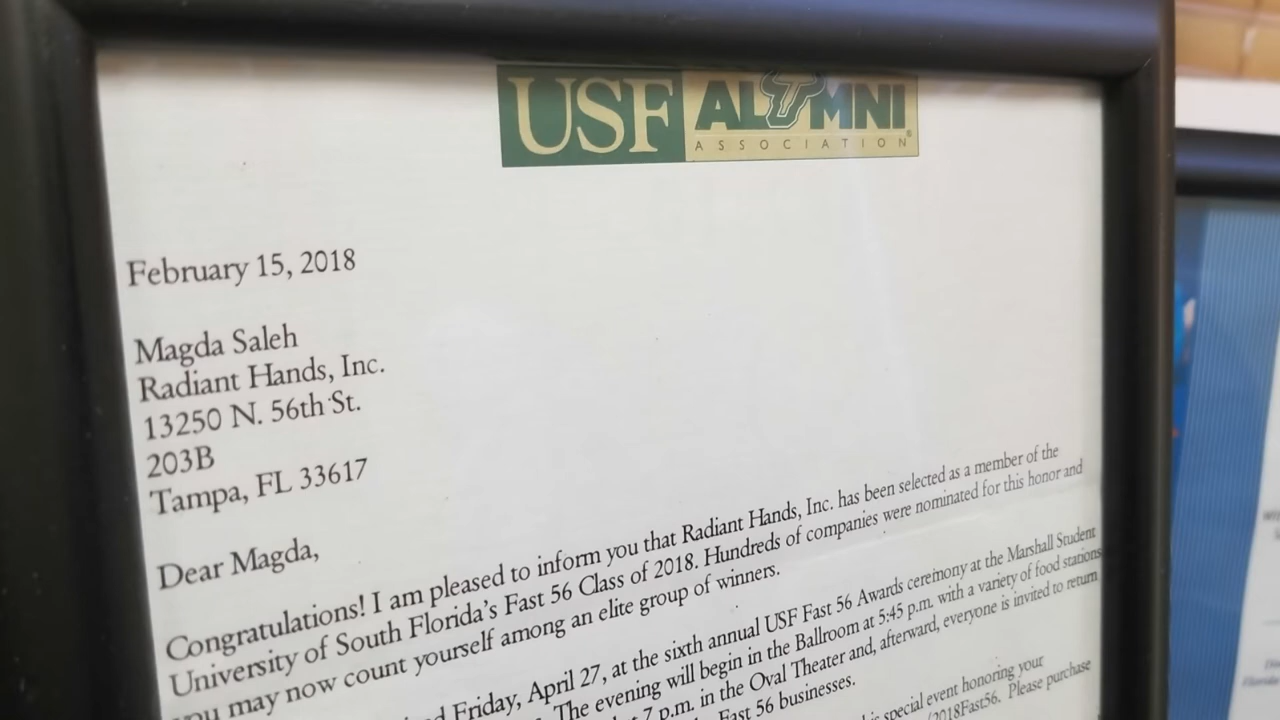 USF ALUMNI
ASSOCIATION
February 15, 2018
Magda Saleh
Radiant Hands, Inc.
13250 N. 56th St.
203B
Tampa, FL 33617
Dear Magda,
Congratulations! I am pleased to inform you that Radiant Hands, Inc. has been selected as a member of the
University of South Florida's Fast 56 Class of 2018. Hundreds of companies were nominated for this honor and
you may now count yourself among an elite group of winners.
Friday, April 27, at the sixth annual USF Fast 56 Awards ceremony at the Marshall Student
The evening will begin in the Ballroom at 5:45 p.m. with a variety of food stations
7 p.m. in the Oval Theater and, afterward, everyone is invited to return
Fast 56 businesses.
special event honoring your
2018Fast56. Please purchase